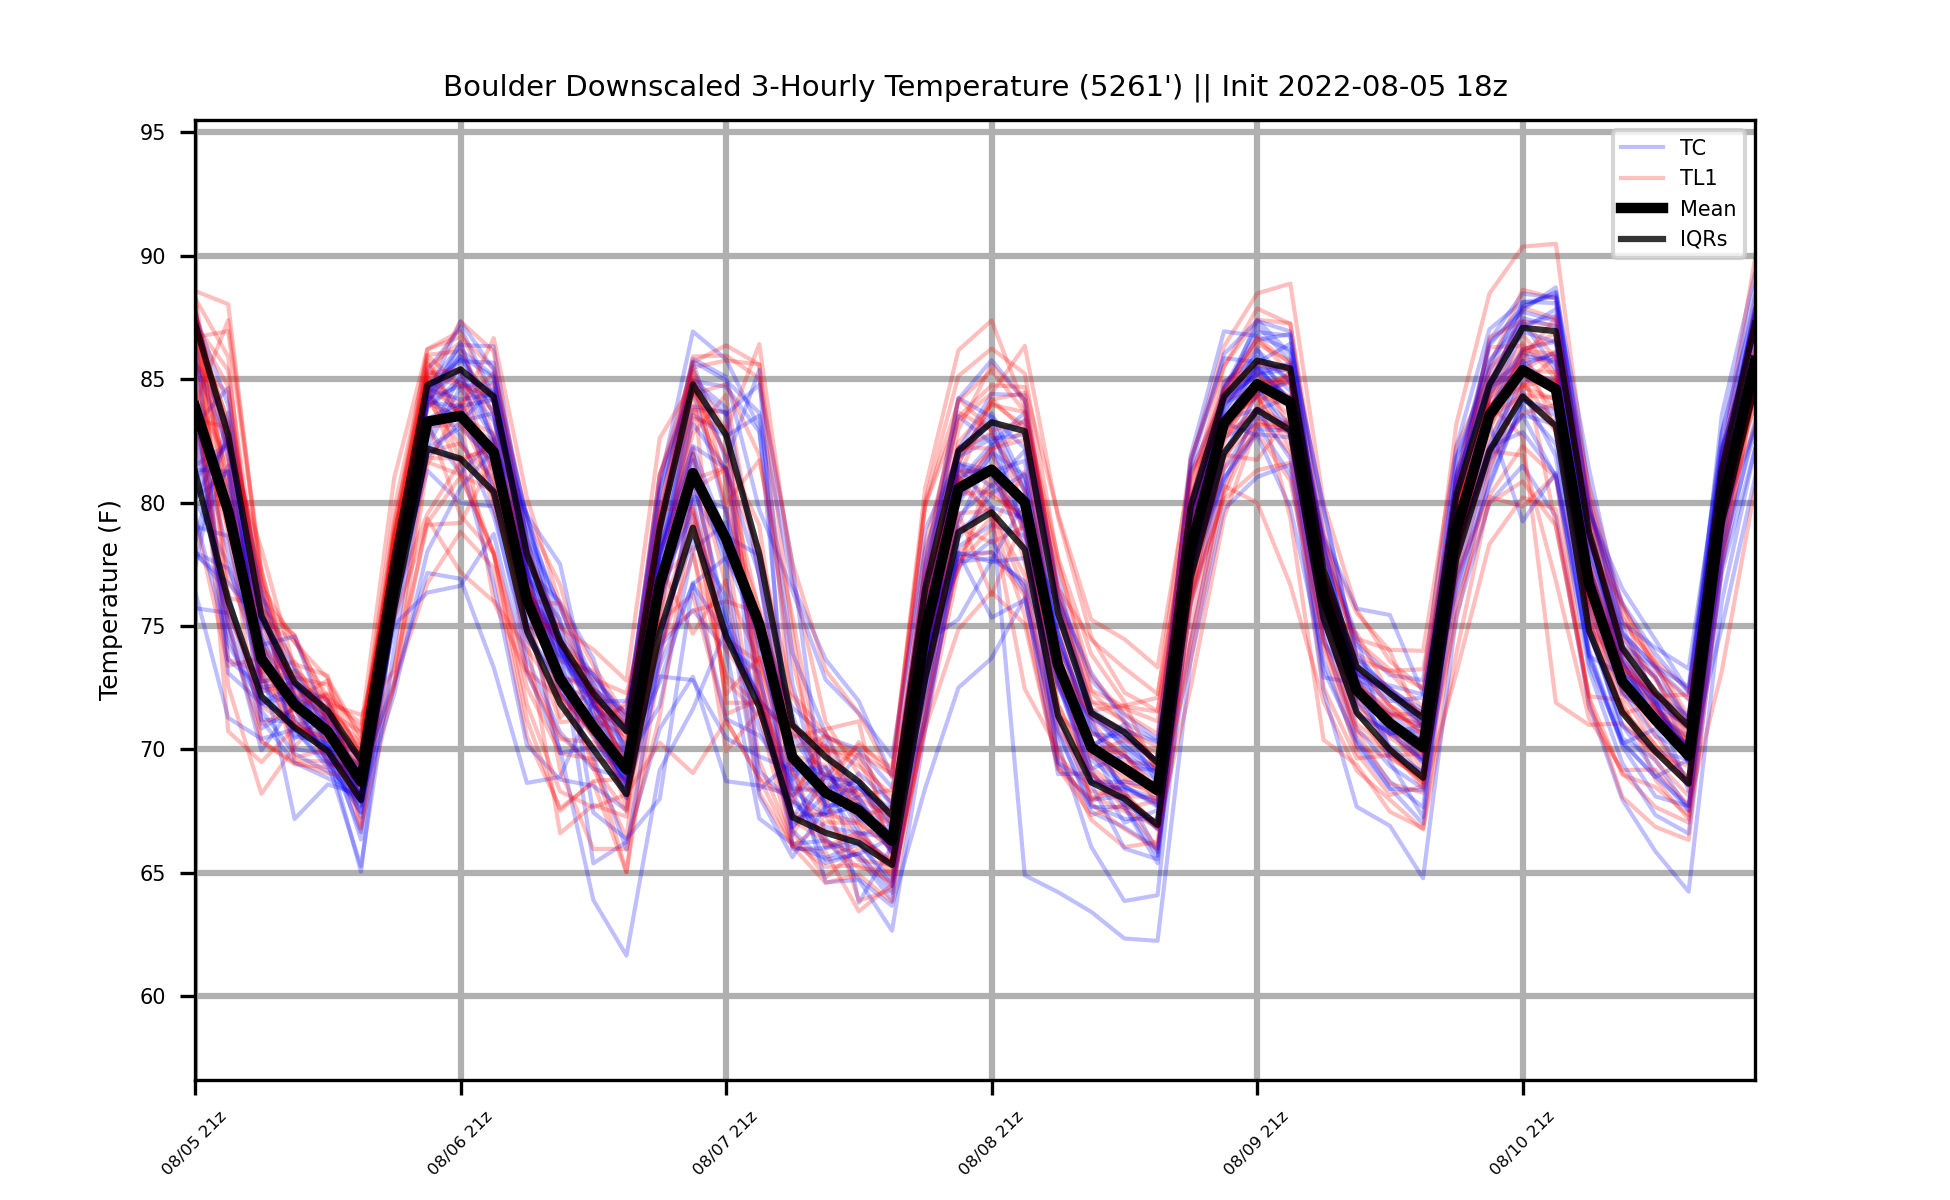 Boulder Downscaled 3-Hourly Temperature (5261') || Init 2022-08-05 18z
TC
TL1
Mean
IQRs
Temperature (F)
95
90
85
80
75
70
65
60
08/05 21z
08/06 21z
08/07 21z
08/08 21z
08/09 21z
08/10 21z